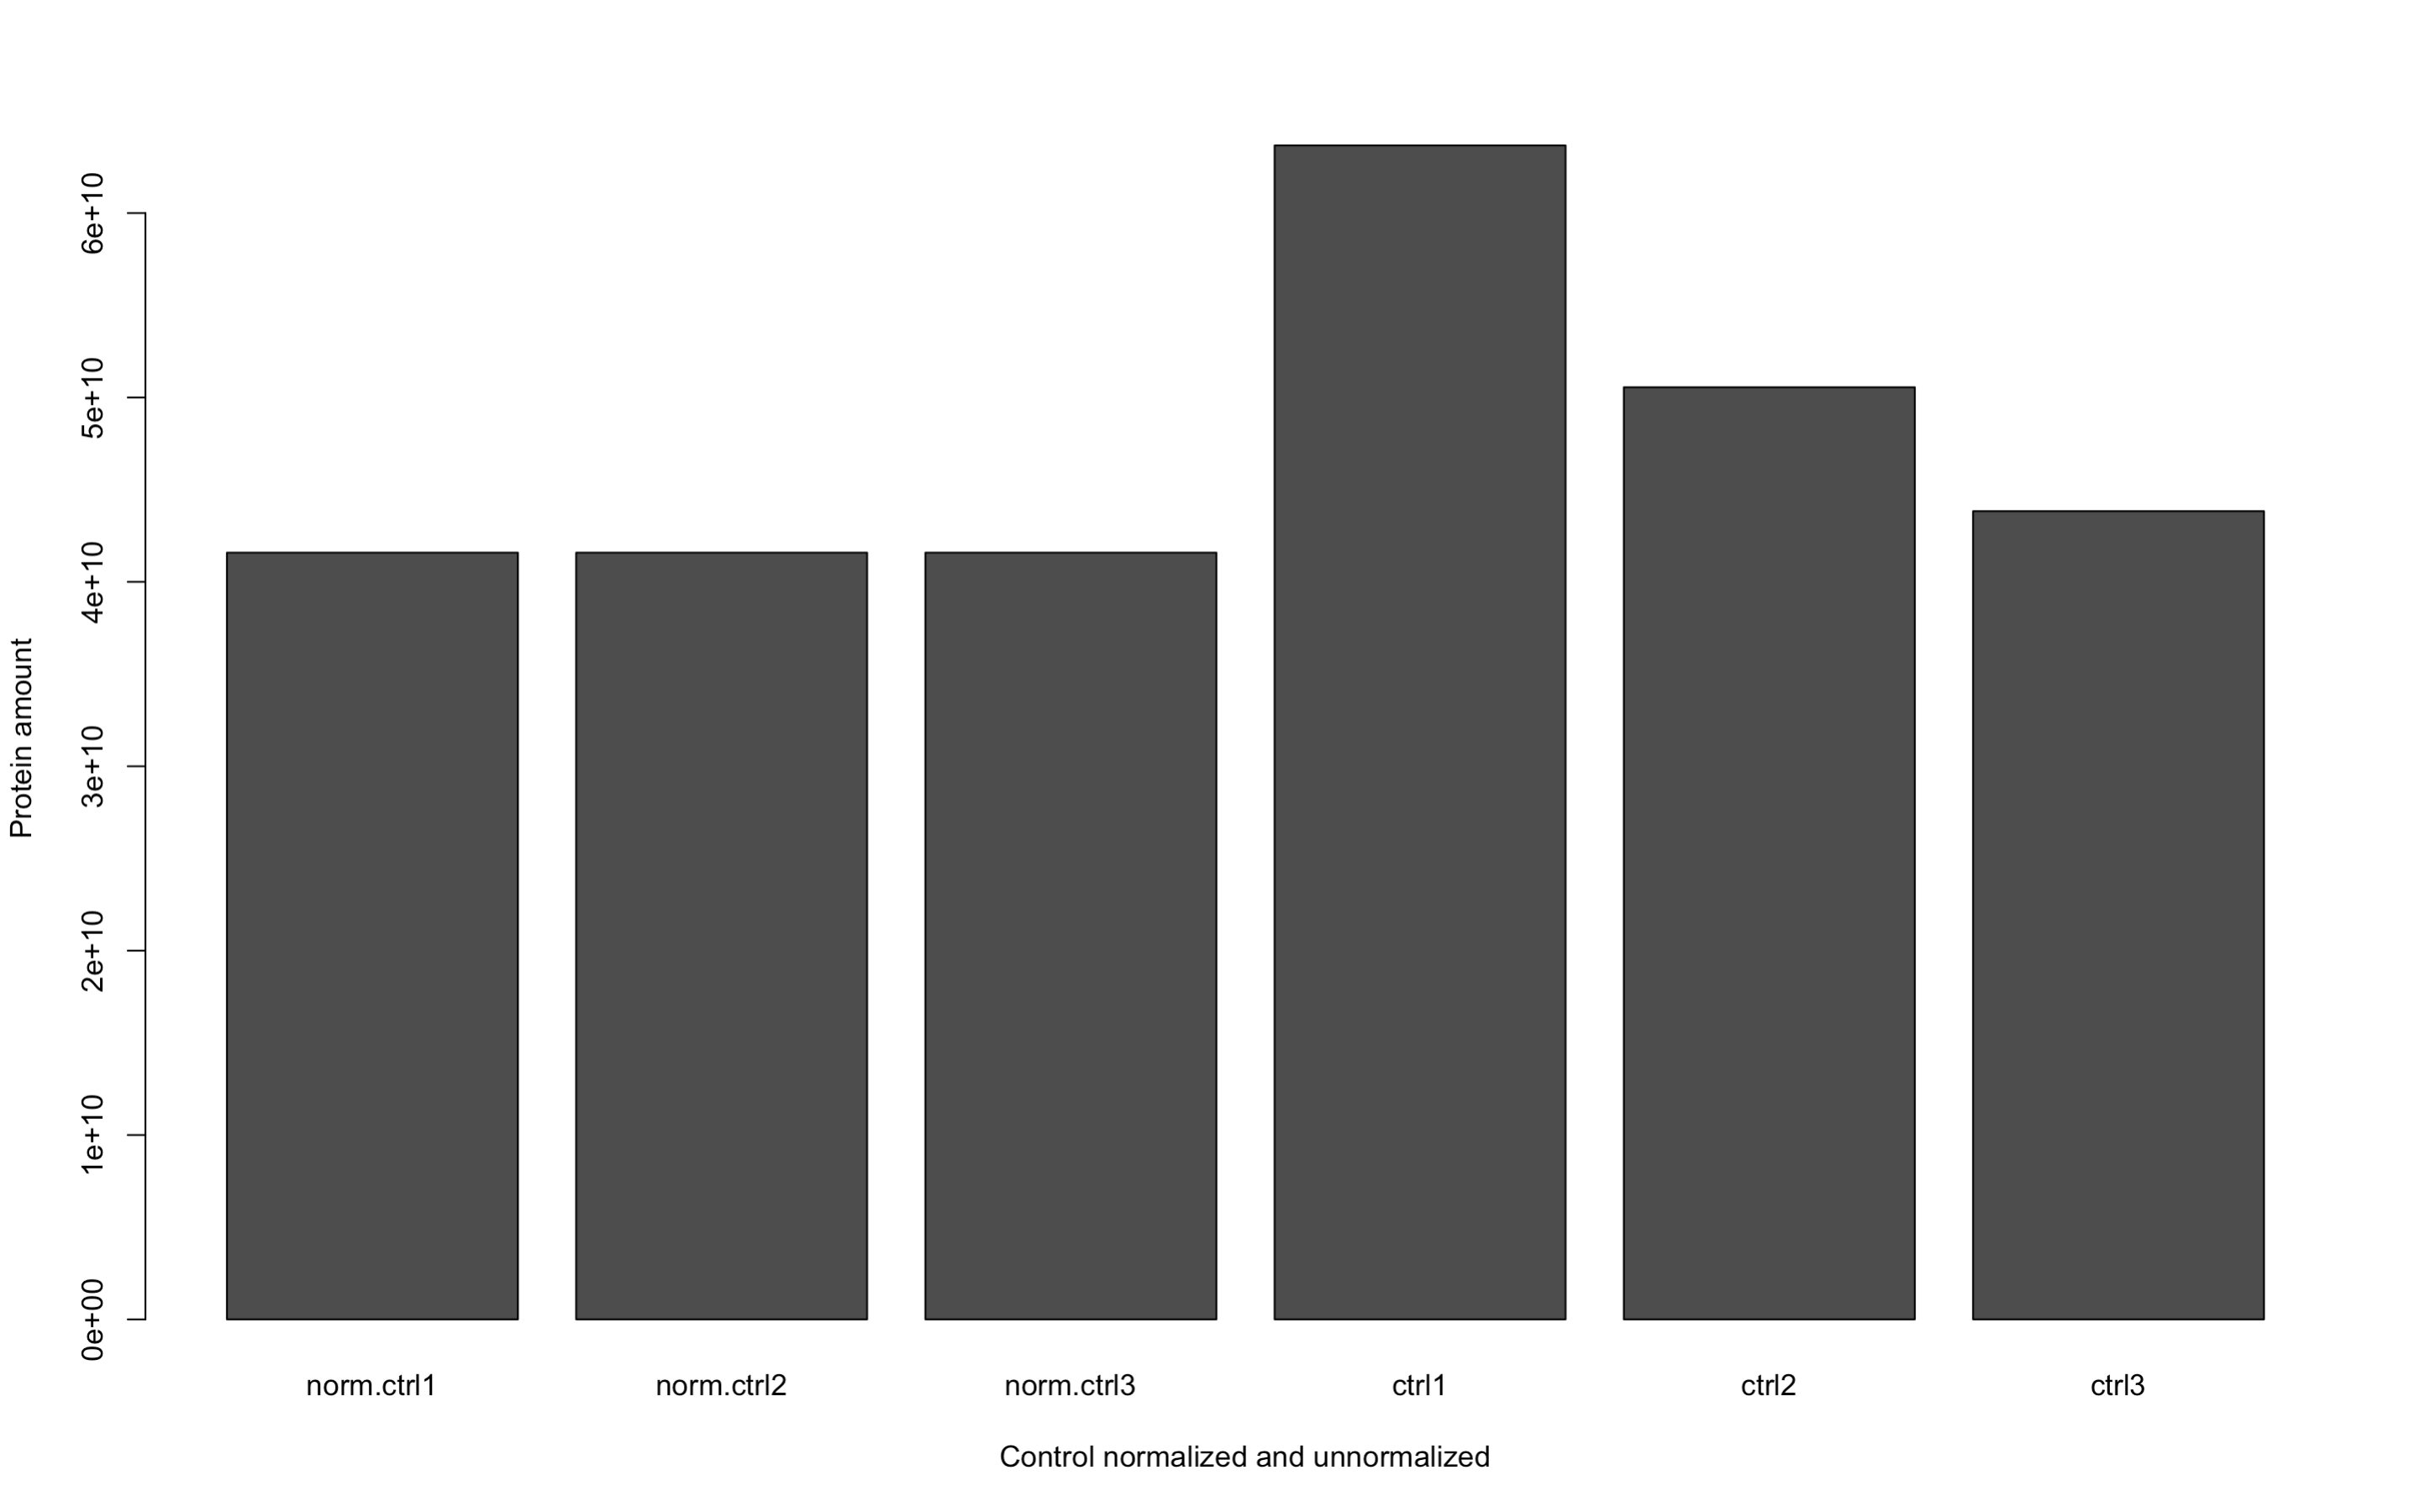 Protein amount
6e+10
5e+10
4e+10
3e+10
2e+10
1e+10
0e+00
norm.ctrl1 norm.ctrl2 norm.ctrl3 ctrl1 ctrl2 ctrl3
Control normalized and unnormalized